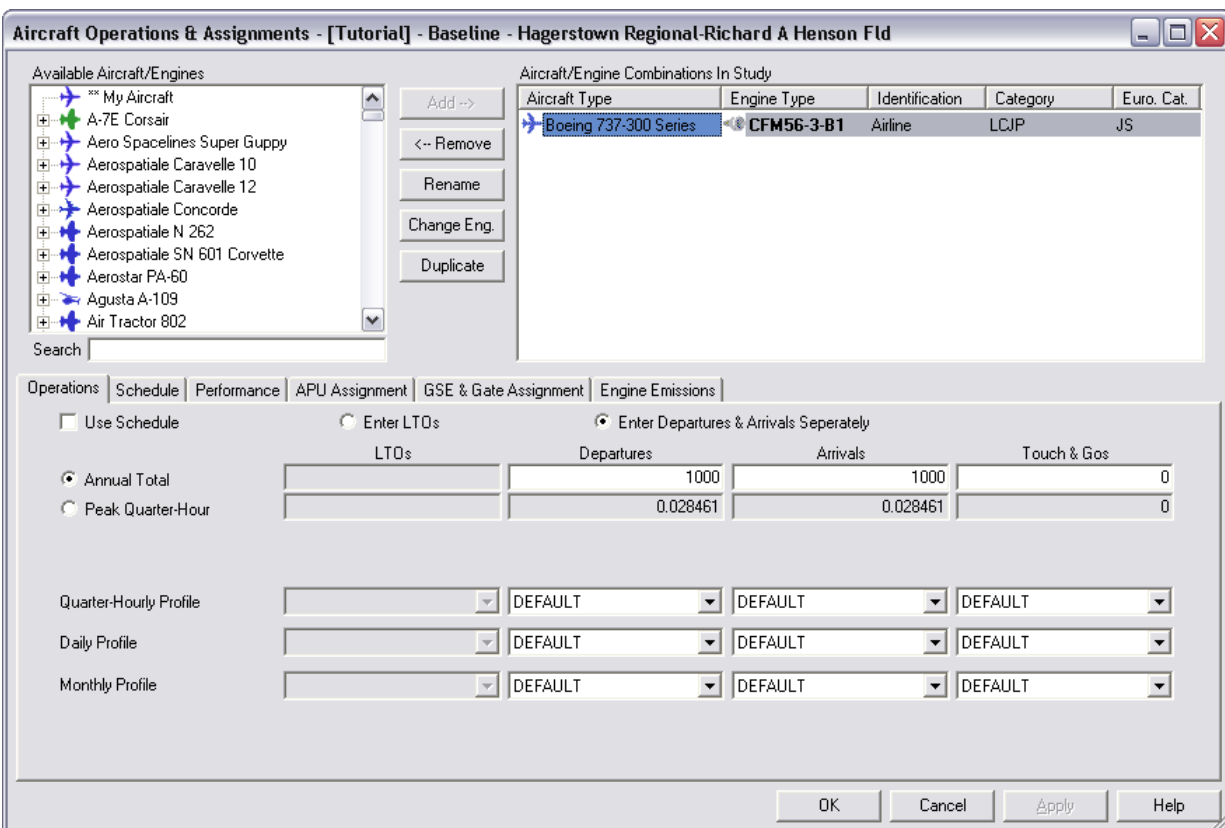 Aircraft Operations & Assignments - [Tutorial] - Baseline - Hagerstown Regional-Richard A Henson Fld
Available Aircraft/Engines
** My Aircraft
A-7E Corsair
Aero Spacelines Super Guppy
Aerospatiale Caravelle 10
Aerospatiale Caravelle 12
Aerospatiale Concorde
Aerospatiale N 262
Aerospatiale SN 601 Corvette
Aerostar PA-60
Agusta A-109
Air Tractor 802
Search
Add -->
<-- Remove
Rename
Change Eng.
Duplicate
Aircraft/Engine Combinations In Study
Aircraft Type Engine Type Identification Category Euro. Cat.
Boeing 737-300 Series CFM56-3-B1 Airline LCJP JS
Operations Schedule Performance APU Assignment GSE & Gate Assignment Engine Emissions
Use Schedule Enter LTOs Enter Departures & Arrivals Seperately
LTOs Departures Arrivals Touch & Gos
Annual Total 1000 1000 0
Peak Quarter-Hour 0.028461 0.028461 0
Quarter-Hourly Profile DEFAULT DEFAULT DEFAULT
Daily Profile DEFAULT DEFAULT DEFAULT
Monthly Profile DEFAULT DEFAULT DEFAULT
OK Cancel Apply Help